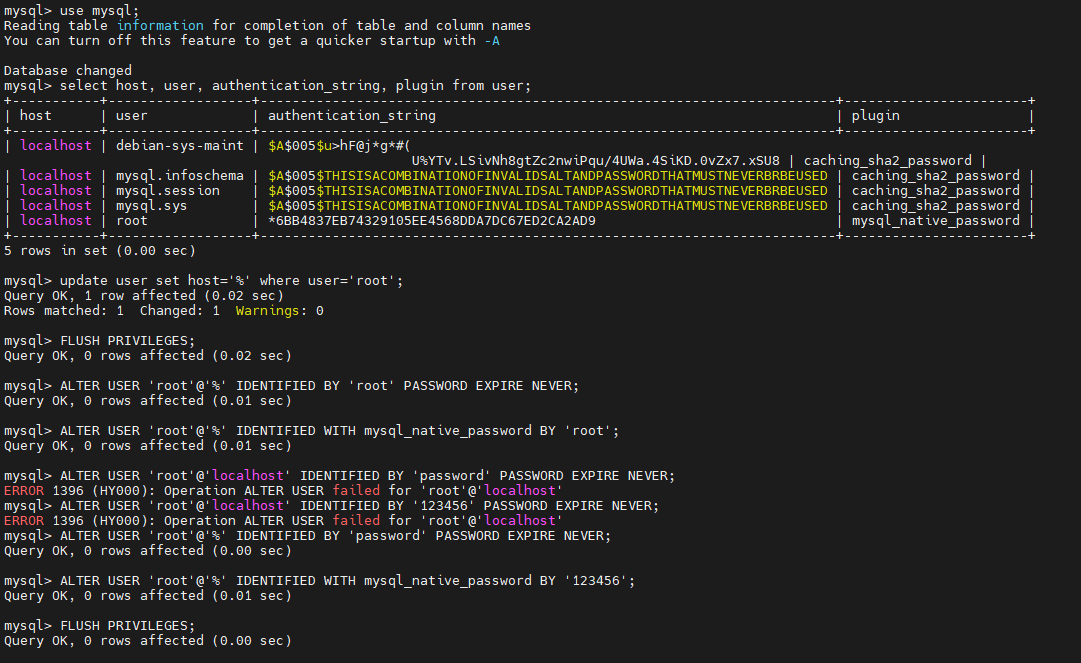 mysql> use mysql;
Reading table information for completion of table and column names
You can turn off this feature to get a quicker startup with -A
Database changed
mysql> select host, user, authentication_string, plugin from user;
+-----------+------------------+------------------------------------------------------------------------+-----------------------+
| host      | user             | authentication_string                                                  | plugin                |
+-----------+------------------+------------------------------------------------------------------------+-----------------------+
| localhost | debian-sys-maint | $A$005$u>hF@j*g*#(
U%YTv.LSivNh8gtZc2nwiPqu/4UWa.4SiKD.0vZx7.xSU8 | caching_sha2_password |
| localhost | mysql.infoschema | $A$005$THISISACOMBINATIONOFINVALIDSALTANDPASSWORDTHATMUSTNEVERBRBEUSED | caching_sha2_password |
| localhost | mysql.session    | $A$005$THISISACOMBINATIONOFINVALIDSALTANDPASSWORDTHATMUSTNEVERBRBEUSED | caching_sha2_password |
| localhost | mysql.sys        | $A$005$THISISACOMBINATIONOFINVALIDSALTANDPASSWORDTHATMUSTNEVERBRBEUSED | caching_sha2_password |
| localhost | root             | *6BB4837EB74329105EE4568DDA7DC67ED2CA2AD9                              | mysql_native_password |
+-----------+------------------+------------------------------------------------------------------------+-----------------------+
5 rows in set (0.00 sec)
mysql> update user set host='%' where user='root';
Query OK, 1 row affected (0.02 sec)
Rows matched: 1  Changed: 1  Warnings: 0
mysql> FLUSH PRIVILEGES;
Query OK, 0 rows affected (0.02 sec)
mysql> ALTER USER 'root'@'%' IDENTIFIED BY 'root' PASSWORD EXPIRE NEVER;
Query OK, 0 rows affected (0.01 sec)
mysql> ALTER USER 'root'@'%' IDENTIFIED WITH mysql_native_password BY 'root';
Query OK, 0 rows affected (0.01 sec)
mysql> ALTER USER 'root'@'localhost' IDENTIFIED BY 'password' PASSWORD EXPIRE NEVER;
ERROR 1396 (HY000): Operation ALTER USER failed for 'root'@'localhost'
mysql> ALTER USER 'root'@'localhost' IDENTIFIED BY '123456' PASSWORD EXPIRE NEVER;
ERROR 1396 (HY000): Operation ALTER USER failed for 'root'@'localhost'
mysql> ALTER USER 'root'@'%' IDENTIFIED BY 'password' PASSWORD EXPIRE NEVER;
Query OK, 0 rows affected (0.00 sec)
mysql> ALTER USER 'root'@'%' IDENTIFIED WITH mysql_native_password BY '123456';
Query OK, 0 rows affected (0.01 sec)
mysql> FLUSH PRIVILEGES;
Query OK, 0 rows affected (0.00 sec)